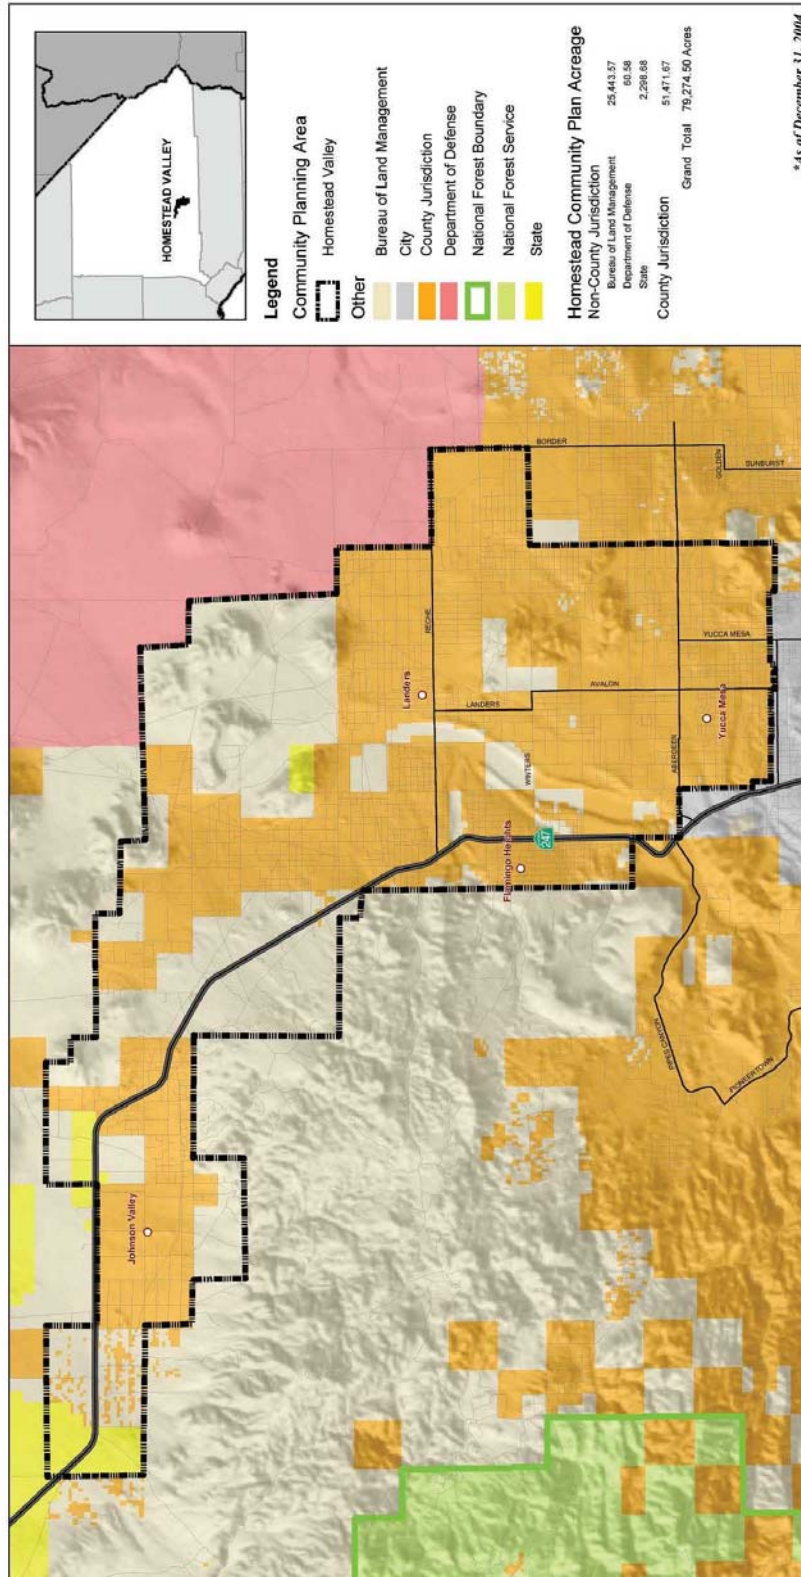 HOMESTEAD VALLEY
Legend
Community Planning Area
Homestead Valley
Other
Bureau of Land Management
City
County Jurisdiction
Department of Defense
National Forest Boundary
National Forest Service
State
Homestead Community Plan Acreage
Non-County Jurisdiction
Bureau of Land Management 25,443.57
Department of Defense 60.58
State 2,298.68
County Jurisdiction 51,471.67
Grand Total 79,274.50 Acres
*As of December 31, 2004
Johnson Valley
Flamingo Heights
Landers
Yucca Mesa
247
RECHE
LANDERS
WINTERS
AVALON
ABERDEEN
YUCCA MESA
BORDER
GOLDEN
SUNBURST
PIPES CANYON
PIONEERTOWN